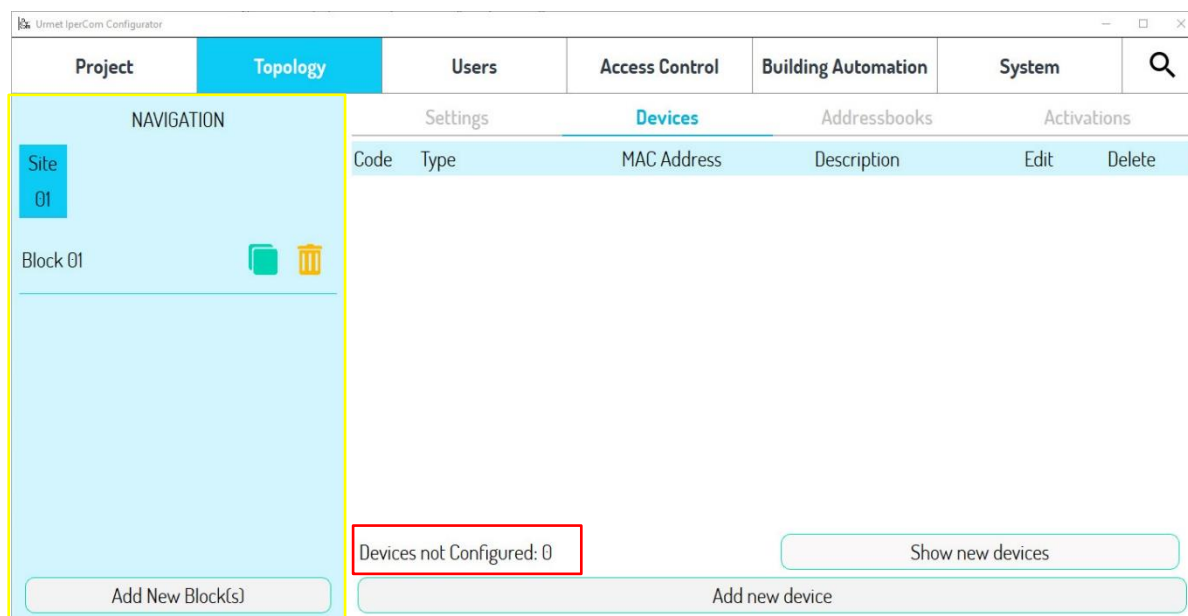 Urmet IperCom Configurator
Project Topology Users Access Control Building Automation System
NAVIGATION
Settings Devices Addressbooks Activations
Site
01
Code Type MAC Address Description Edit Delete
Block 01
Devices not Configured: 0
Show new devices
Add New Block(s)
Add new device